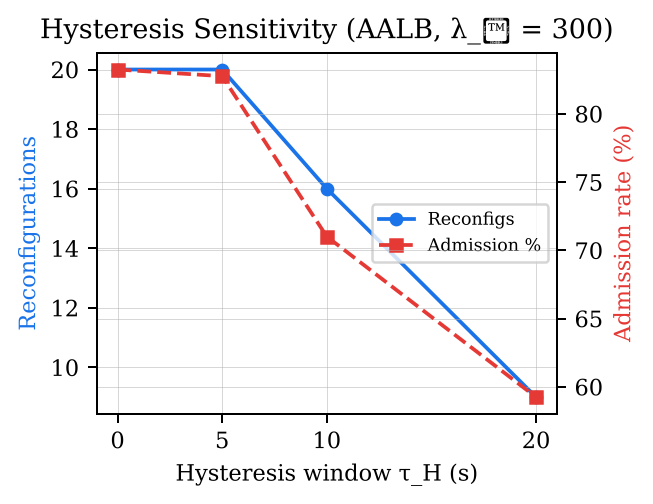 Hysteresis Sensitivity (AALB, λ_™ = 300)
Reconfigurations
20
18
16
14
12
10
Admission rate (%)
80
75
70
65
60
Reconfigs
Admission %
0 5 10 20
Hysteresis window τ_H (s)